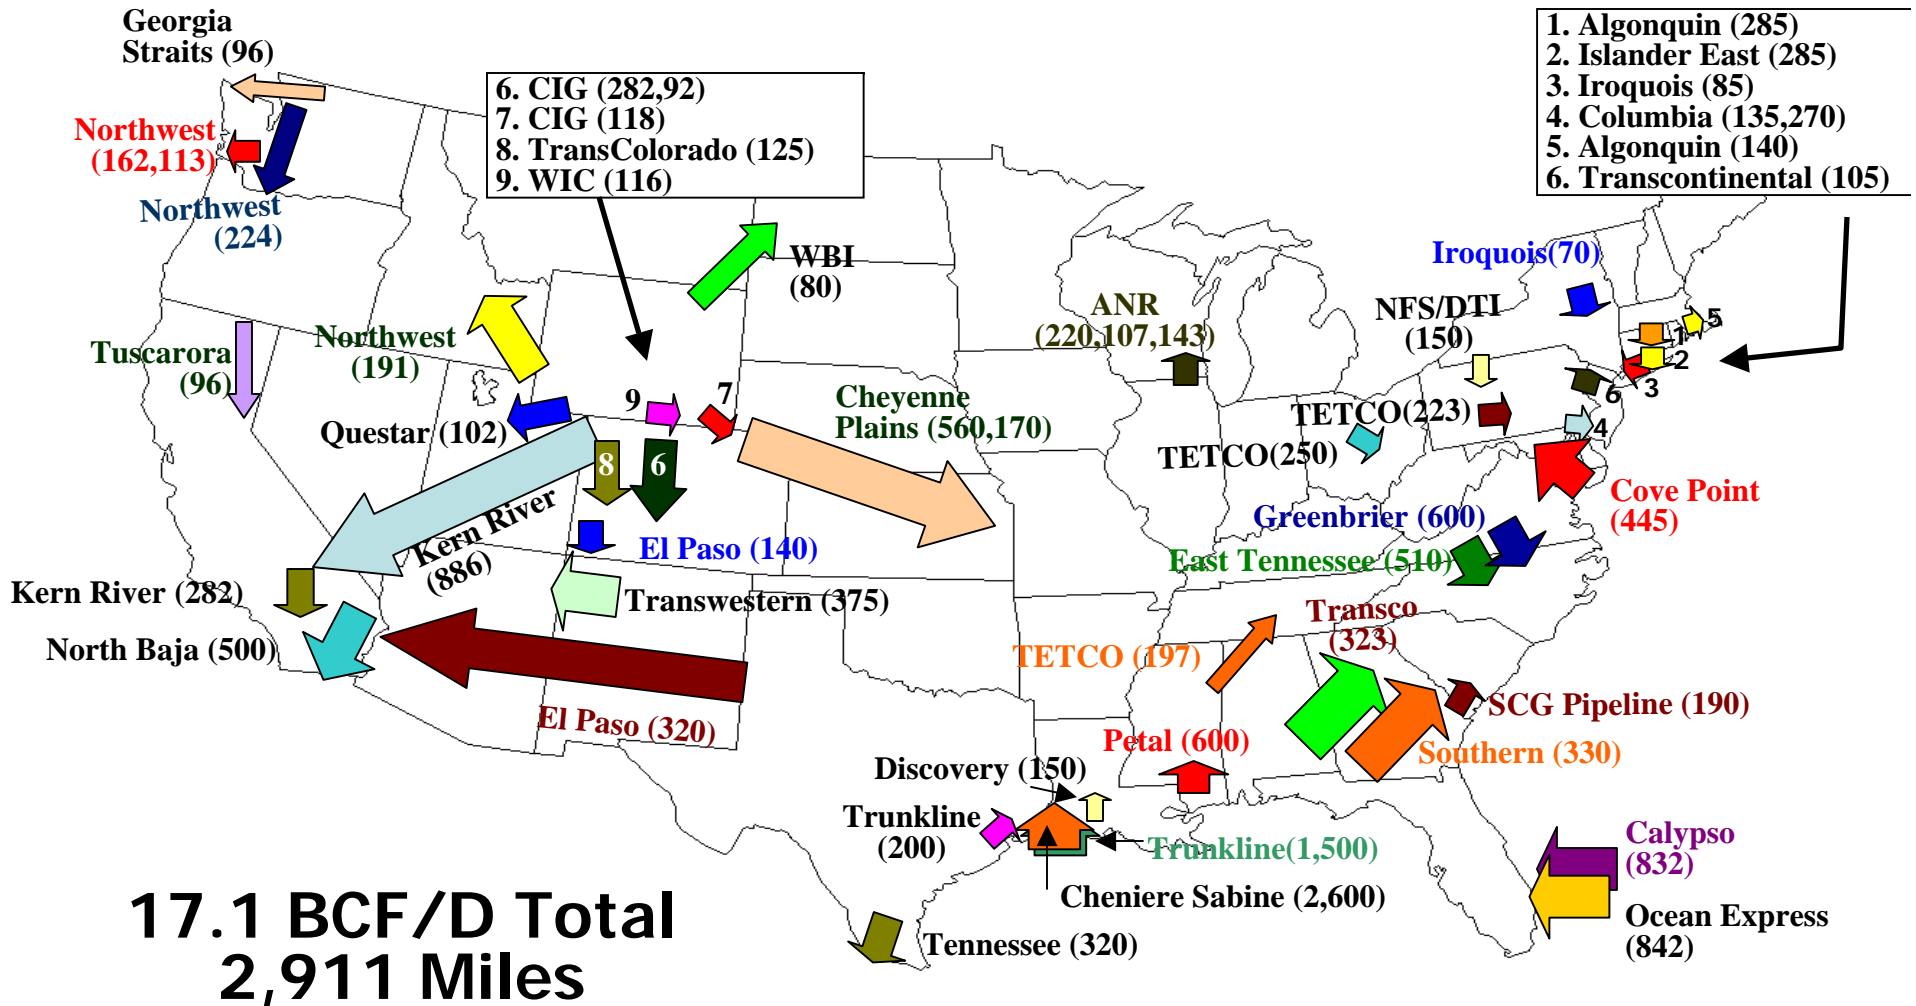 Georgia
Straits (96)
1. Algonquin (285)
2. Islander East (285)
3. Iroquois (85)
4. Columbia (135,270)
5. Algonquin (140)
6. Transcontinental (105)
6. CIG (282,92)
7. CIG (118)
8. TransColorado (125)
9. WIC (116)
Northwest
(162,113)
Northwest
(224)
WBI
(80)
Iroquois(70)
ANR
(220,107,143)
NFS/DTI
(150)
5
1
2
3
6
4
Tuscarora
(96)
Northwest
(191)
9
7
Cheyenne
Plains (560,170)
Questar (102)
8
6
TETCO(223)
TETCO(250)
Cove Point
(445)
Kern River
(886)
El Paso (140)
Greenbrier (600)
East Tennessee (510)
Kern River (282)
Transwestern (375)
Transco
(323)
North Baja (500)
TETCO (197)
El Paso (320)
SCG Pipeline (190)
Petal (600)
Southern (330)
Discovery (150)
Trunkline
(200)
Trunkline(1,500)
Calypso
(832)
Cheniere Sabine (2,600)
Ocean Express
(842)
Tennessee (320)
17.1 BCF/D Total
2,911 Miles